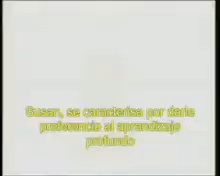 Susan, se caracteriza por darle
preferencia al aprendizaje
profundo